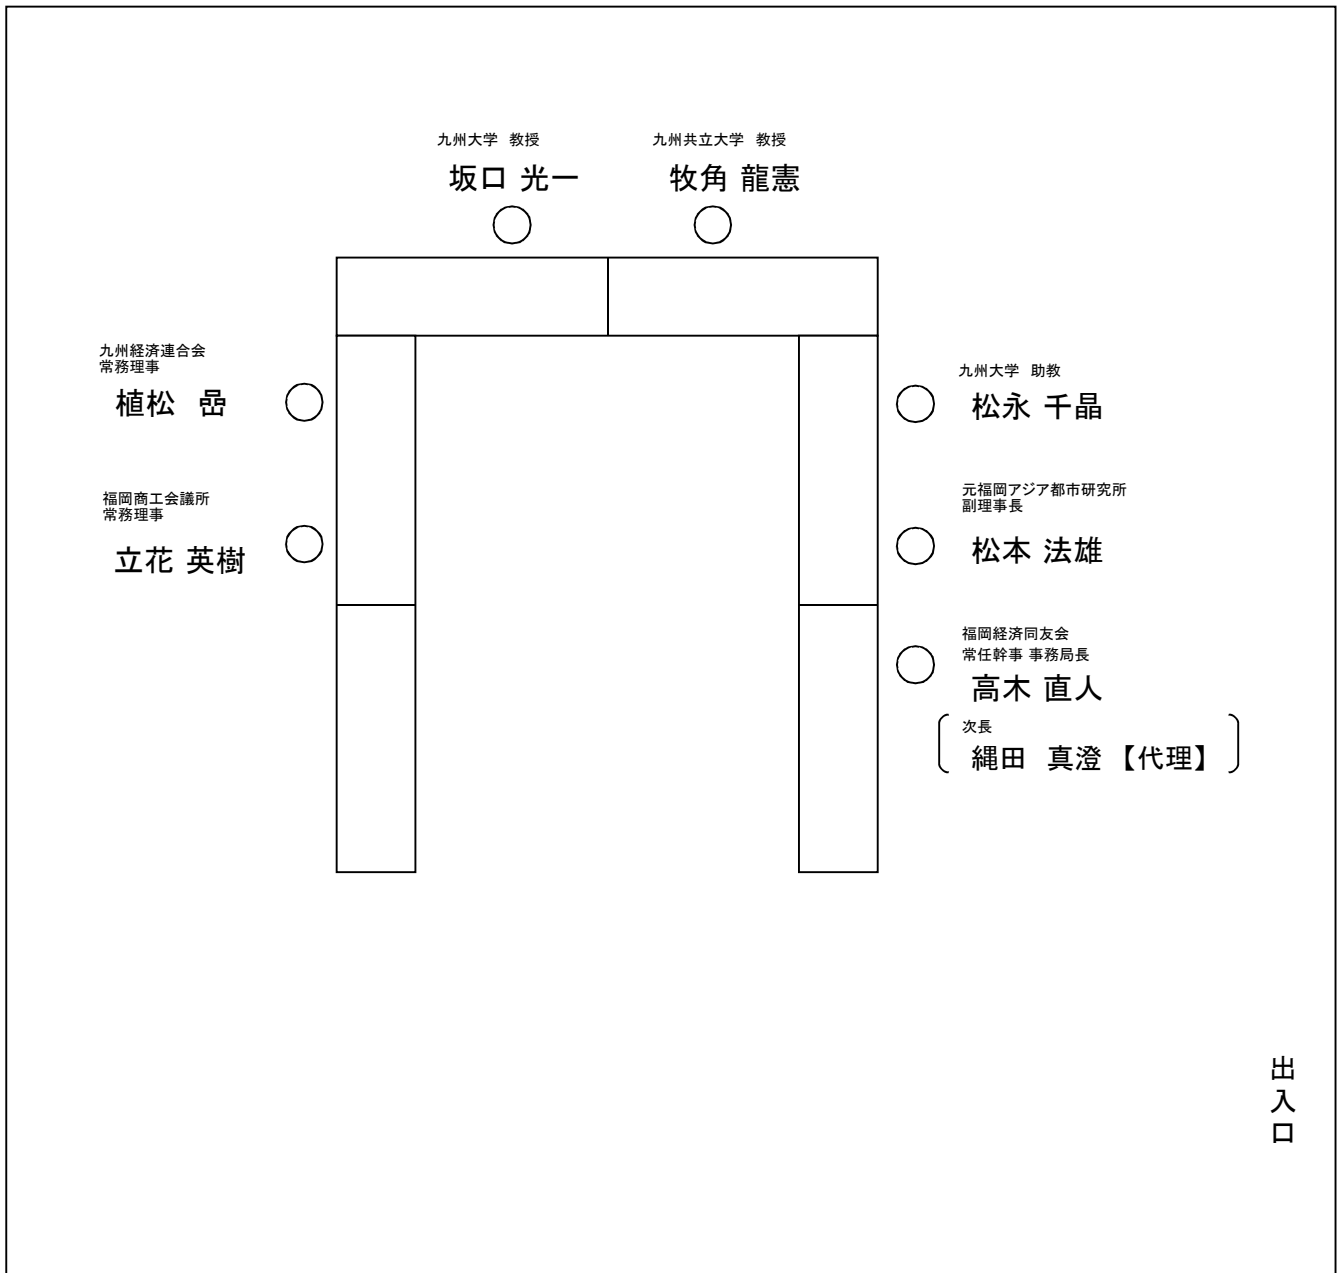 九州大学 教授
坂口 光一
九州共立大学 教授
牧角 龍憲
九州経済連合会
常務理事
植松 嵒
福岡商工会議所
常務理事
立花 英樹
九州大学 助教
松永 千晶
元福岡アジア都市研究所
副理事長
松本 法雄
福岡経済同友会
常任幹事 事務局長
高木 直人
次長
縄田 真澄 【代理】
出入口